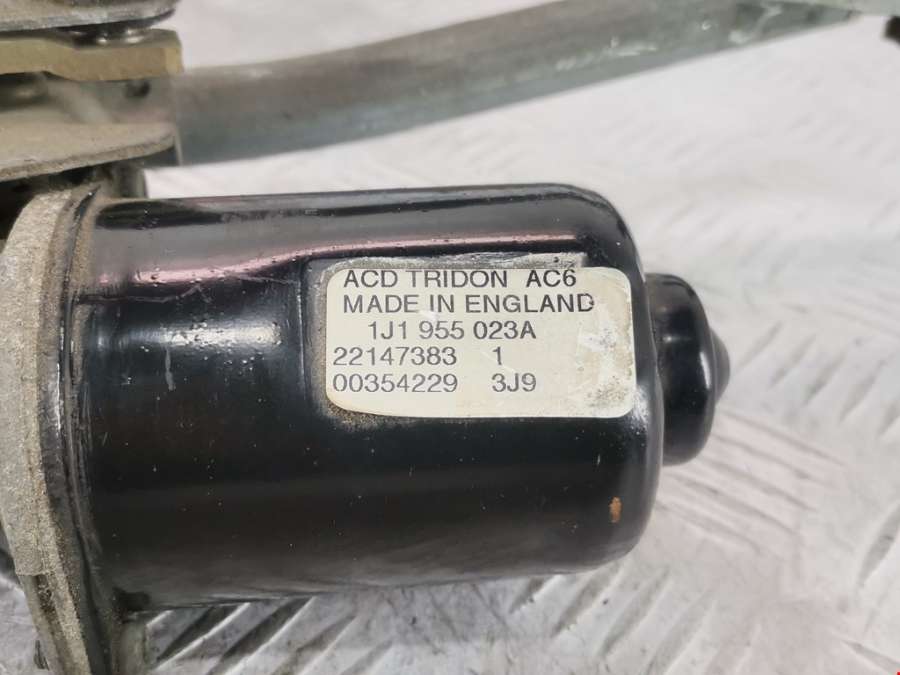 ACD TRIDON AC6
MADE IN ENGLAND
1J1 955 023A
22147383 1
00354229 3J9